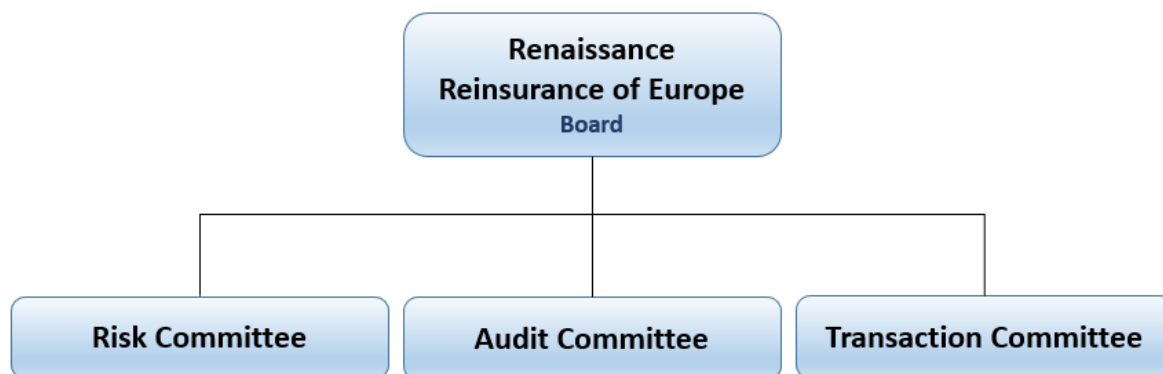 Renaissance
Reinsurance of Europe
Board
Risk Committee
Audit Committee
Transaction Committee